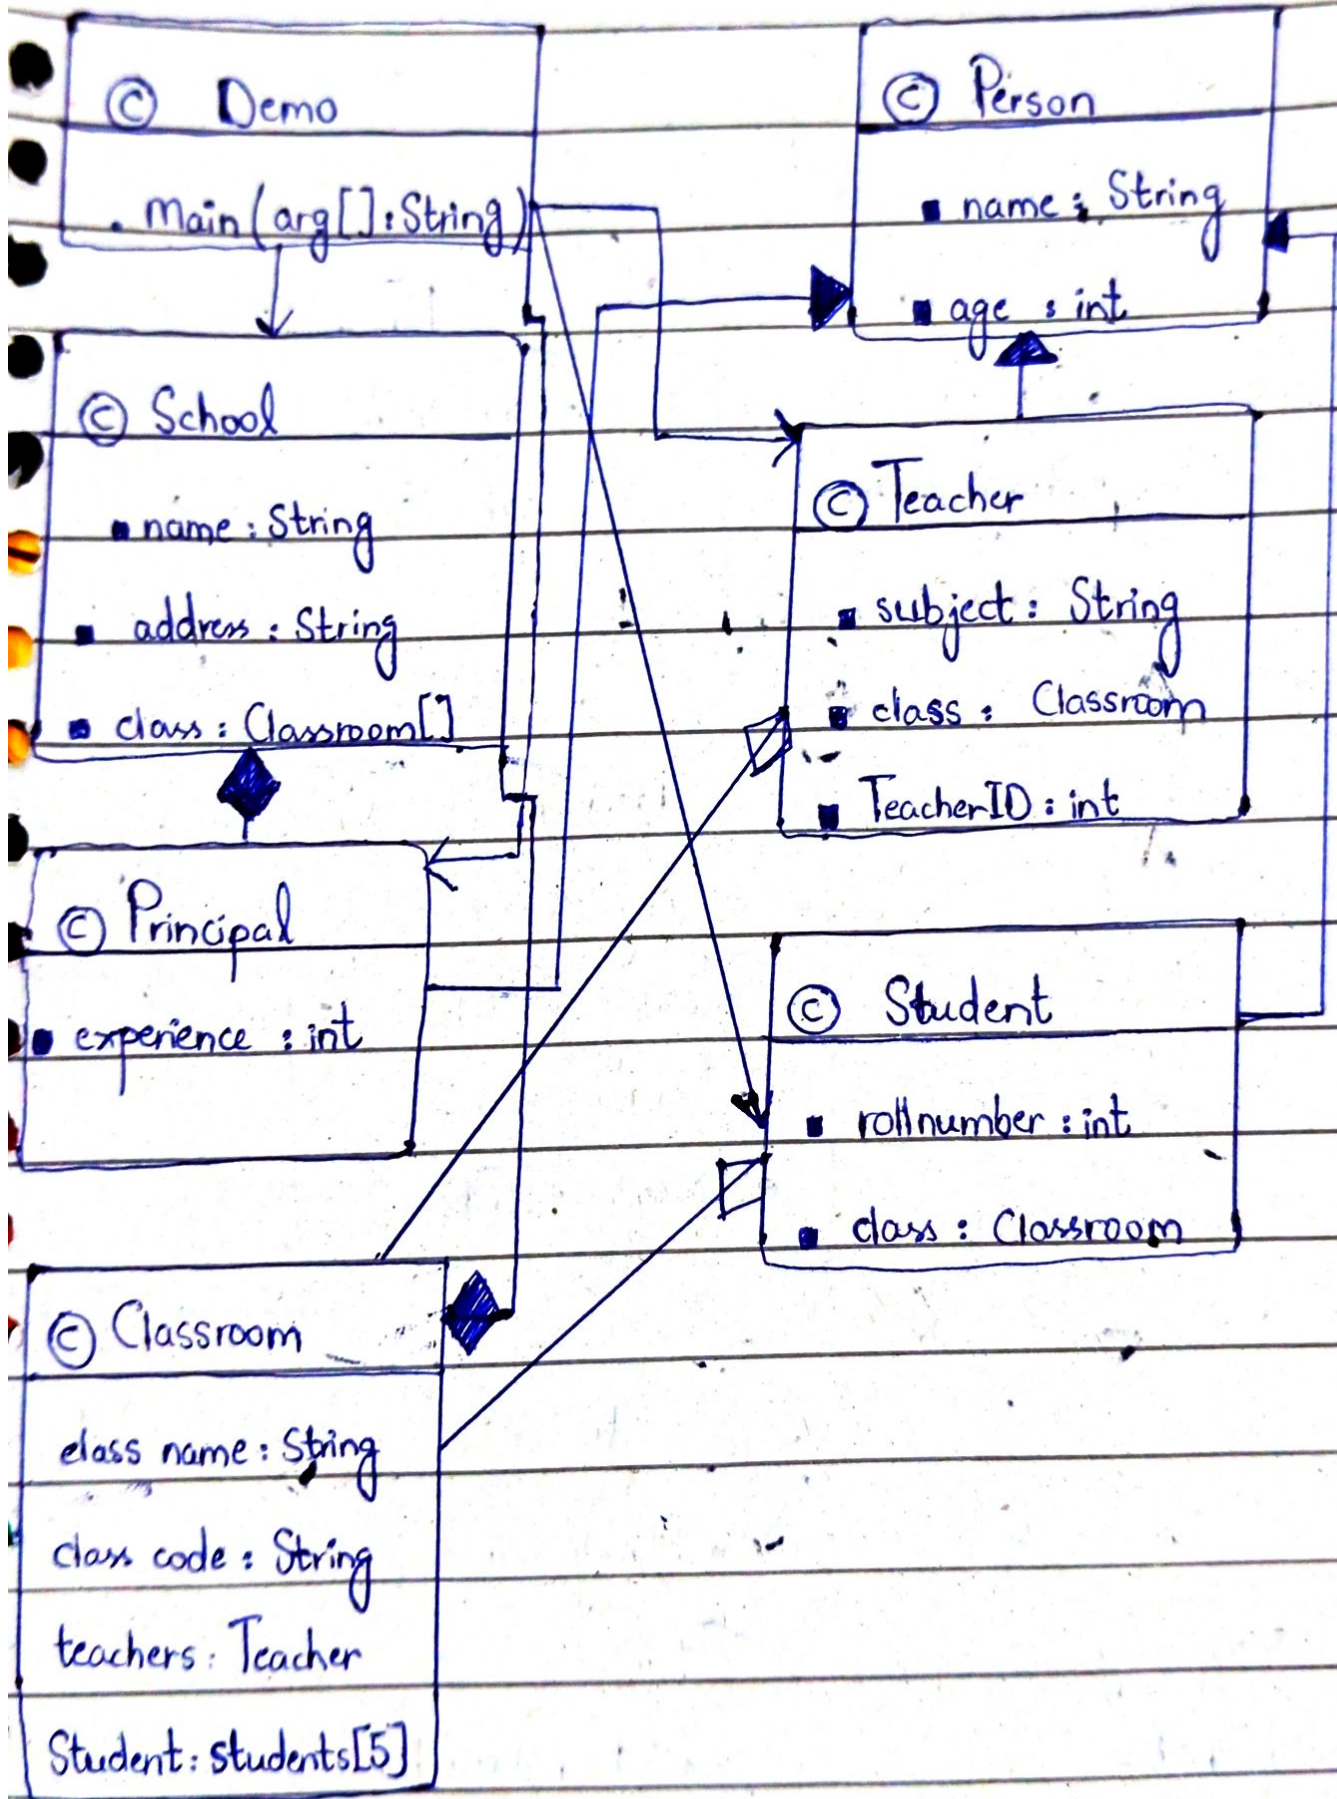 © Demo
. Main(arg[]:String)
© Person
▪ name: String
▪ age : int
© School
▪ name: String
▪ address: String
▪ class: Classroom[]
© Teacher
▪ subject: String
▪ class: Classroom
▪ TeacherID: int
© Principal
▪ experience : int
© Student
▪ rollnumber: int
▪ class: Classroom
© Classroom
class name: String
class code: String
teachers: Teacher
Student: students[5]